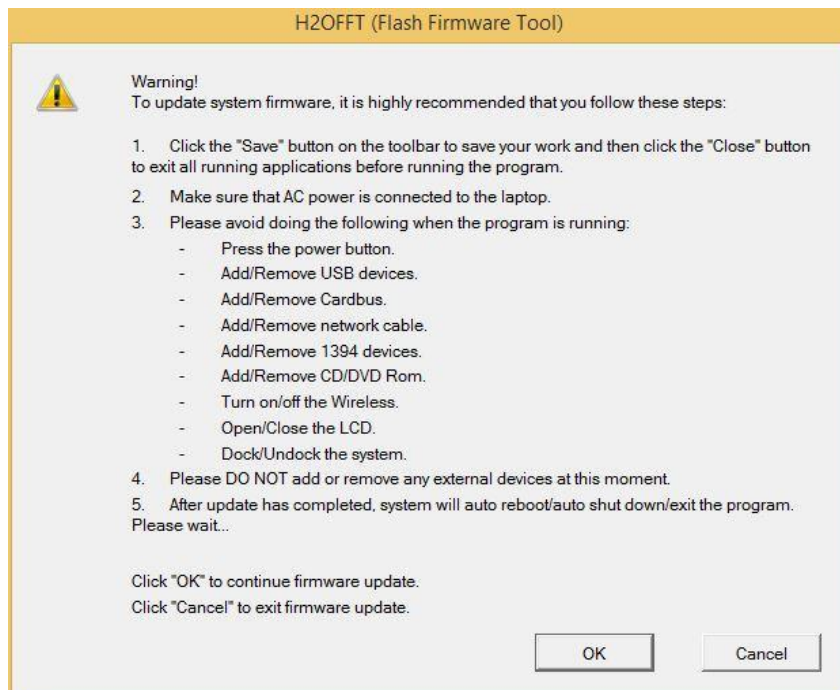 H2OFFT (Flash Firmware Tool)
Warning!
To update system firmware, it is highly recommended that you follow these steps:
1. Click the "Save" button on the toolbar to save your work and then click the "Close" button
to exit all running applications before running the program.
2. Make sure that AC power is connected to the laptop.
3. Please avoid doing the following when the program is running:
- Press the power button.
- Add/Remove USB devices.
- Add/Remove Cardbus.
- Add/Remove network cable.
- Add/Remove 1394 devices.
- Add/Remove CD/DVD Rom.
- Turn on/off the Wireless.
- Open/Close the LCD.
- Dock/Undock the system.
4. Please DO NOT add or remove any external devices at this moment.
5. After update has completed, system will auto reboot/auto shut down/exit the program.
Please wait...
Click "OK" to continue firmware update.
Click "Cancel" to exit firmware update.
OK Cancel